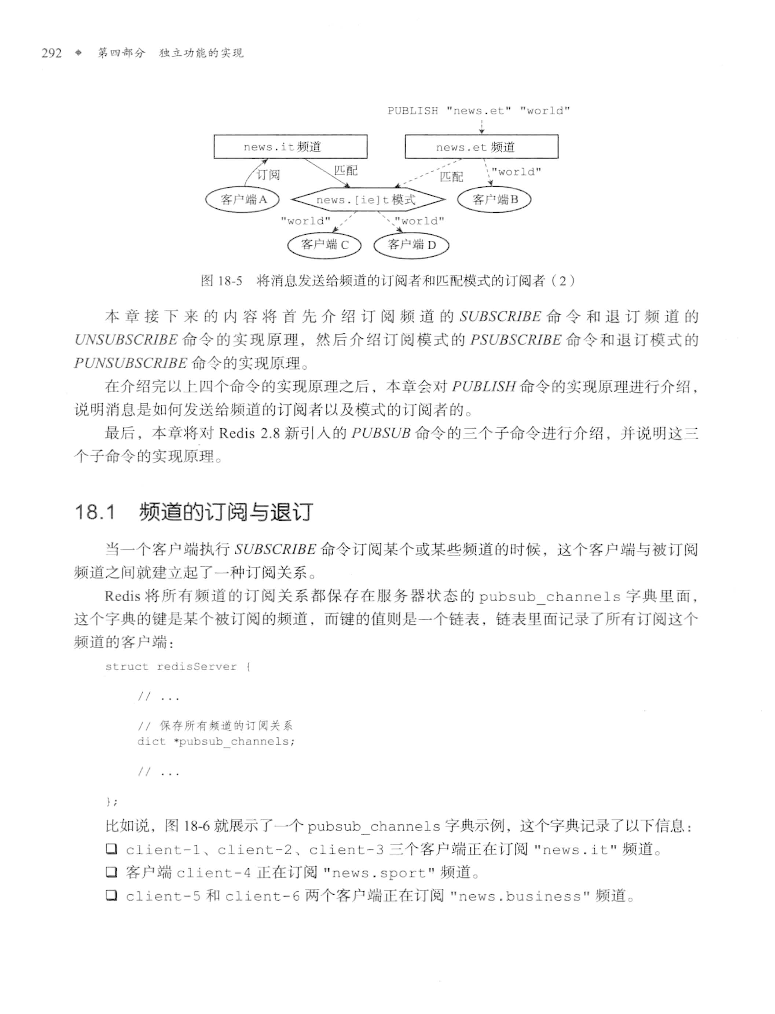 292 ◆ 第四部分 独立功能的实现
PUBLISH "news.et" "world"
news.it 频道
news.et 频道
订阅
匹配
匹配
"world"
客户端A
news.[ie]t 模式
客户端B
"world"
"world"
客户端 C
客户端 D
图 18-5 将消息发送给频道的订阅者和匹配模式的订阅者（2）
本章接下来的内容将首先介绍订阅频道的 SUBSCRIBE 命令和退订频道的
UNSUBSCRIBE 命令的实现原理，然后介绍订阅模式的 PSUBSCRIBE 命令和退订模式的
PUNSUBSCRIBE 命令的实现原理。
在介绍完以上四个命令的实现原理之后，本章会对 PUBLISH 命令的实现原理进行介绍，
说明消息是如何发送给频道的订阅者以及模式的订阅者的。
最后，本章将对 Redis 2.8 新引入的 PUBSUB 命令的三个子命令进行介绍，并说明这三
个子命令的实现原理。
18.1 频道的订阅与退订
当一个客户端执行 SUBSCRIBE 命令订阅某个或某些频道的时候，这个客户端与被订阅
频道之间就建立起了一种订阅关系。
Redis 将所有频道的订阅关系都保存在服务器状态的 pubsub_channels 字典里面，
这个字典的键是某个被订阅的频道，而键的值则是一个链表，链表里面记录了所有订阅这个
频道的客户端：
struct redisServer {
// ...
// 保存所有频道的订阅关系
dict *pubsub_channels;
// ...
};
比如说，图 18-6 就展示了一个 pubsub_channels 字典示例，这个字典记录了以下信息：
❑ client-1、client-2、client-3 三个客户端正在订阅 "news.it" 频道。
❑ 客户端 client-4 正在订阅 "news.sport" 频道。
❑ client-5 和 client-6 两个客户端正在订阅 "news.business" 频道。